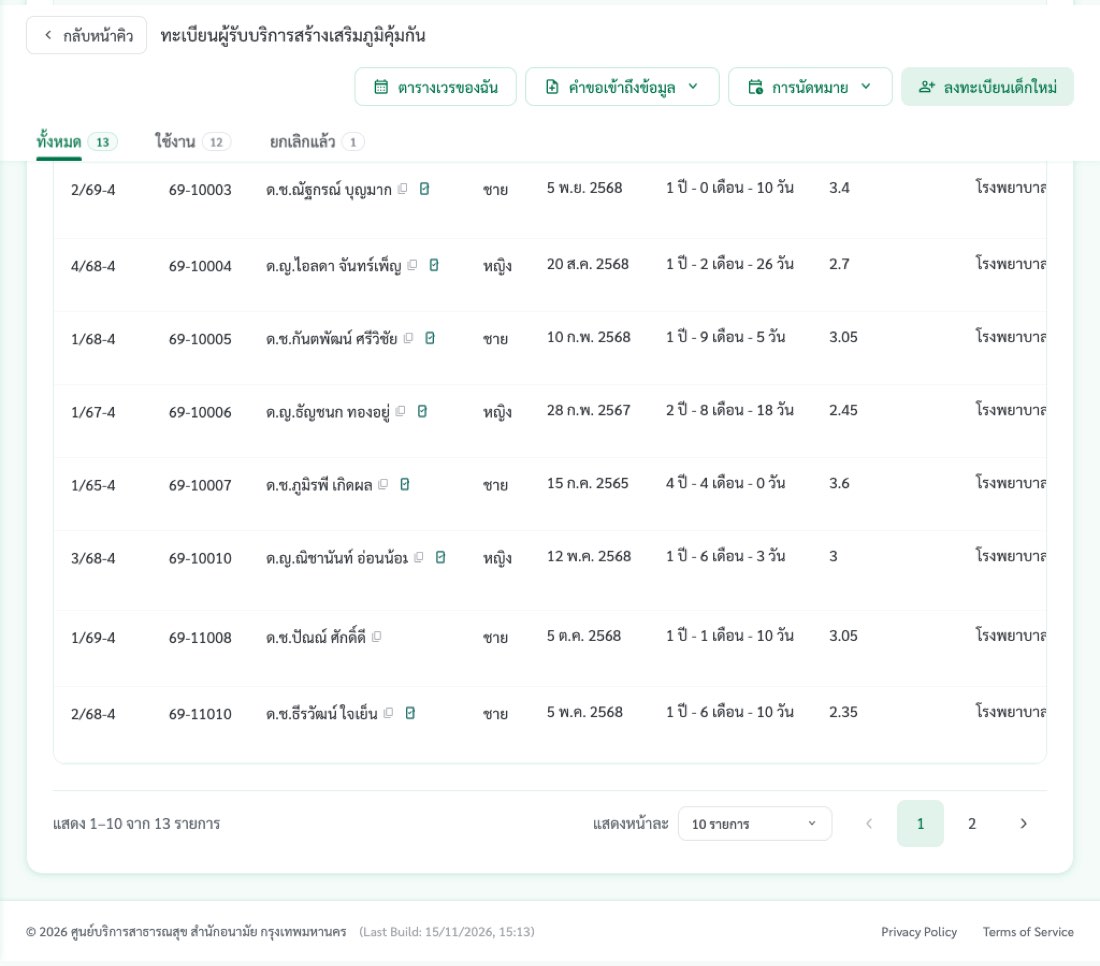 กลับหน้าคิว ทะเบียนผู้รับบริการสร้างเสริมภูมิคุ้มกัน
ตารางเวรของฉัน คำขอเข้าถึงข้อมูล การนัดหมาย ลงทะเบียนเด็กใหม่
ทั้งหมด 13 ใช้งาน 12 ยกเลิกแล้ว 1
2/69-4 69-10003 ด.ช.ณัฐกรณ์ บุญมาก ชาย 5 พ.ย. 2568 1 ปี - 0 เดือน - 10 วัน 3.4 โรงพยาบาล
4/68-4 69-10004 ด.ญ.ไอลดา จันทร์เพ็ญ หญิง 20 ส.ค. 2568 1 ปี - 2 เดือน - 26 วัน 2.7 โรงพยาบาล
1/68-4 69-10005 ด.ช.กันตพัฒน์ ศรีวิชัย ชาย 10 ก.พ. 2568 1 ปี - 9 เดือน - 5 วัน 3.05 โรงพยาบาล
1/67-4 69-10006 ด.ญ.ธัญชนก ทองอยู่ หญิง 28 ก.พ. 2567 2 ปี - 8 เดือน - 18 วัน 2.45 โรงพยาบาล
1/65-4 69-10007 ด.ช.ภูมิรพี เกิดผล ชาย 15 ก.ค. 2565 4 ปี - 4 เดือน - 0 วัน 3.6 โรงพยาบาล
3/68-4 69-10010 ด.ญ.ณิชานันท์ อ่อนน้อม หญิง 12 พ.ค. 2568 1 ปี - 6 เดือน - 3 วัน 3 โรงพยาบาล
1/69-4 69-11008 ด.ช.ปัณณ์ ศักดิ์ดี ชาย 5 ต.ค. 2568 1 ปี - 1 เดือน - 10 วัน 3.05 โรงพยาบาล
2/68-4 69-11010 ด.ช.ธีรวัฒน์ ใจเย็น ชาย 5 พ.ค. 2568 1 ปี - 6 เดือน - 10 วัน 2.35 โรงพยาบาล
แสดง 1–10 จาก 13 รายการ แสดงหน้าละ 10 รายการ 1 2
© 2026 ศูนย์บริการสาธารณสุข สำนักอนามัย กรุงเทพมหานคร (Last Build: 15/11/2026, 15:13) Privacy Policy Terms of Service